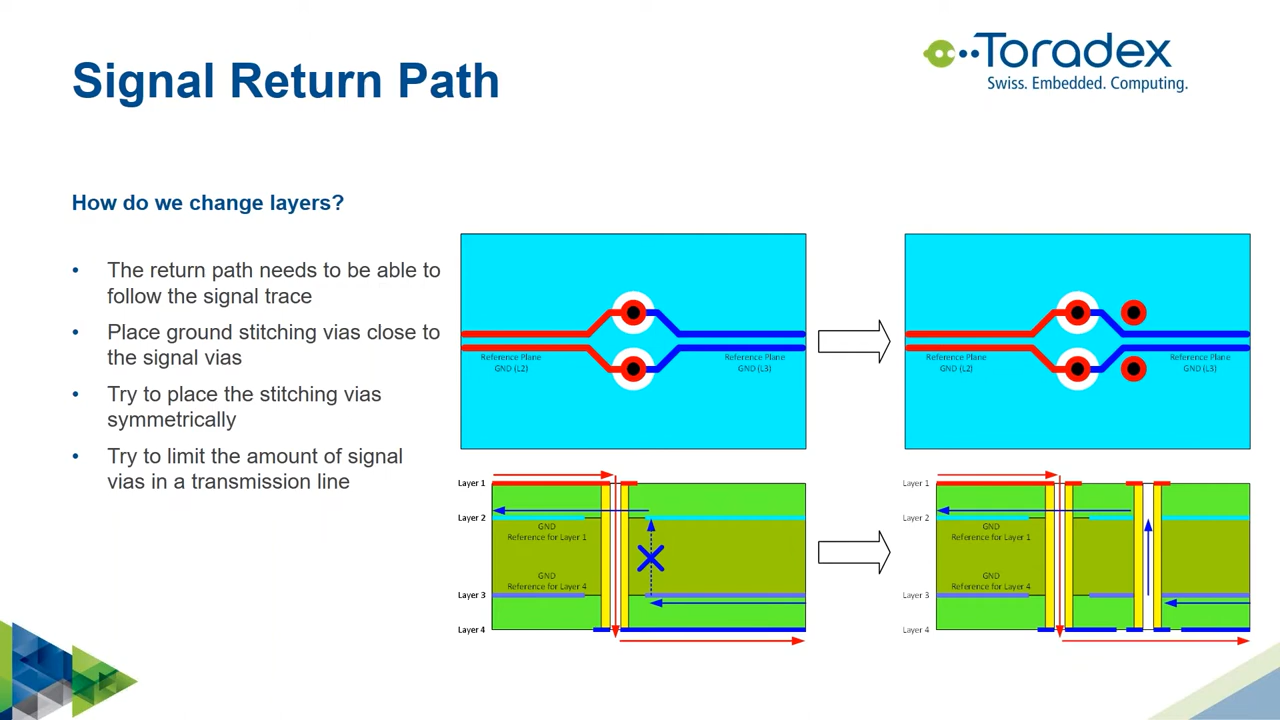 Signal Return Path
Toradex
Swiss. Embedded. Computing.
How do we change layers?
• The return path needs to be able to
follow the signal trace
• Place ground stitching vias close to
the signal vias
• Try to place the stitching vias
symmetrically
• Try to limit the amount of signal
vias in a transmission line
Reference Plane
GND (L2)
Reference Plane
GND (L3)
Reference Plane
GND (L2)
Reference Plane
GND (L3)
Layer 1
Layer 2
GND
Reference for Layer 1
GND
Reference for Layer 4
Layer 3
Layer 4
Layer 1
Layer 2
GND
Reference for Layer 1
GND
Reference for Layer 4
Layer 3
Layer 4